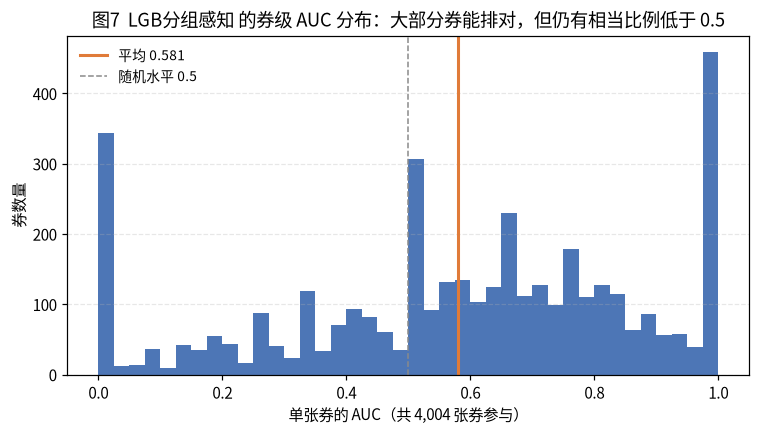 图7 LGB分组感知 的券级 AUC 分布：大部分券能排对，但仍有相当比例低于 0.5
平均 0.581
随机水平 0.5
券数量
400
300
200
100
0
0.0 0.2 0.4 0.6 0.8 1.0
单张券的 AUC（共 4,004 张券参与）